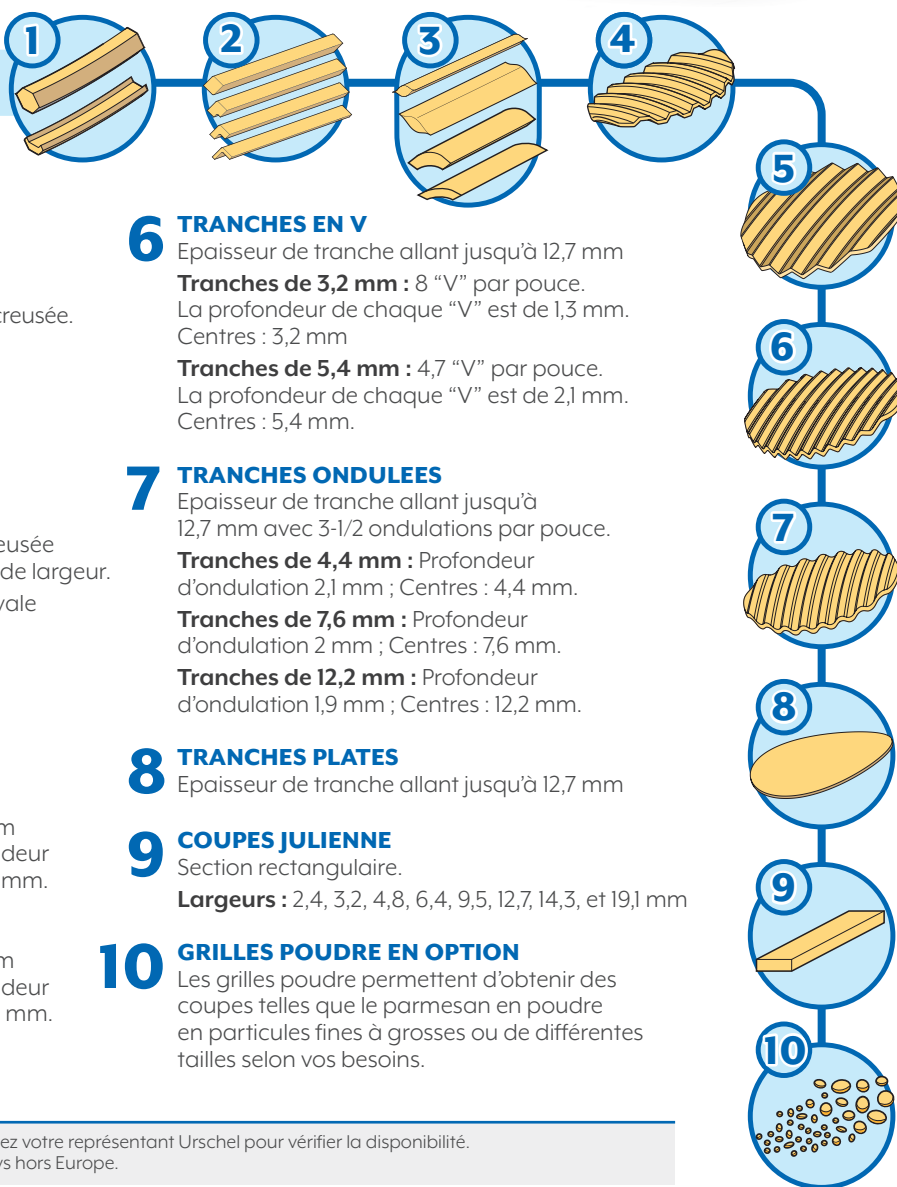 1
2
3
4
5
6
7
8
9
10
creusée.
eusée
de largeur.
vale
m
deur
mm.
m
deur
mm.
6 TRANCHES EN V
Epaisseur de tranche allant jusqu'à 12,7 mm
Tranches de 3,2 mm : 8 “V” par pouce.
La profondeur de chaque “V” est de 1,3 mm.
Centres : 3,2 mm
Tranches de 5,4 mm : 4,7 “V” par pouce.
La profondeur de chaque “V” est de 2,1 mm.
Centres : 5,4 mm.
7 TRANCHES ONDULEES
Epaisseur de tranche allant jusqu'à
12,7 mm avec 3-1/2 ondulations par pouce.
Tranches de 4,4 mm : Profondeur
d'ondulation 2,1 mm ; Centres : 4,4 mm.
Tranches de 7,6 mm : Profondeur
d'ondulation 2 mm ; Centres : 7,6 mm.
Tranches de 12,2 mm : Profondeur
d'ondulation 1,9 mm ; Centres : 12,2 mm.
8 TRANCHES PLATES
Epaisseur de tranche allant jusqu'à 12,7 mm
9 COUPES JULIENNE
Section rectangulaire.
Largeurs : 2,4, 3,2, 4,8, 6,4, 9,5, 12,7, 14,3, et 19,1 mm
10 GRILLES POUDRE EN OPTION
Les grilles poudre permettent d'obtenir des
coupes telles que le parmesan en poudre
en particules fines à grosses ou de différentes
tailles selon vos besoins.
ez votre représentant Urschel pour vérifier la disponibilité.
ys hors Europe.